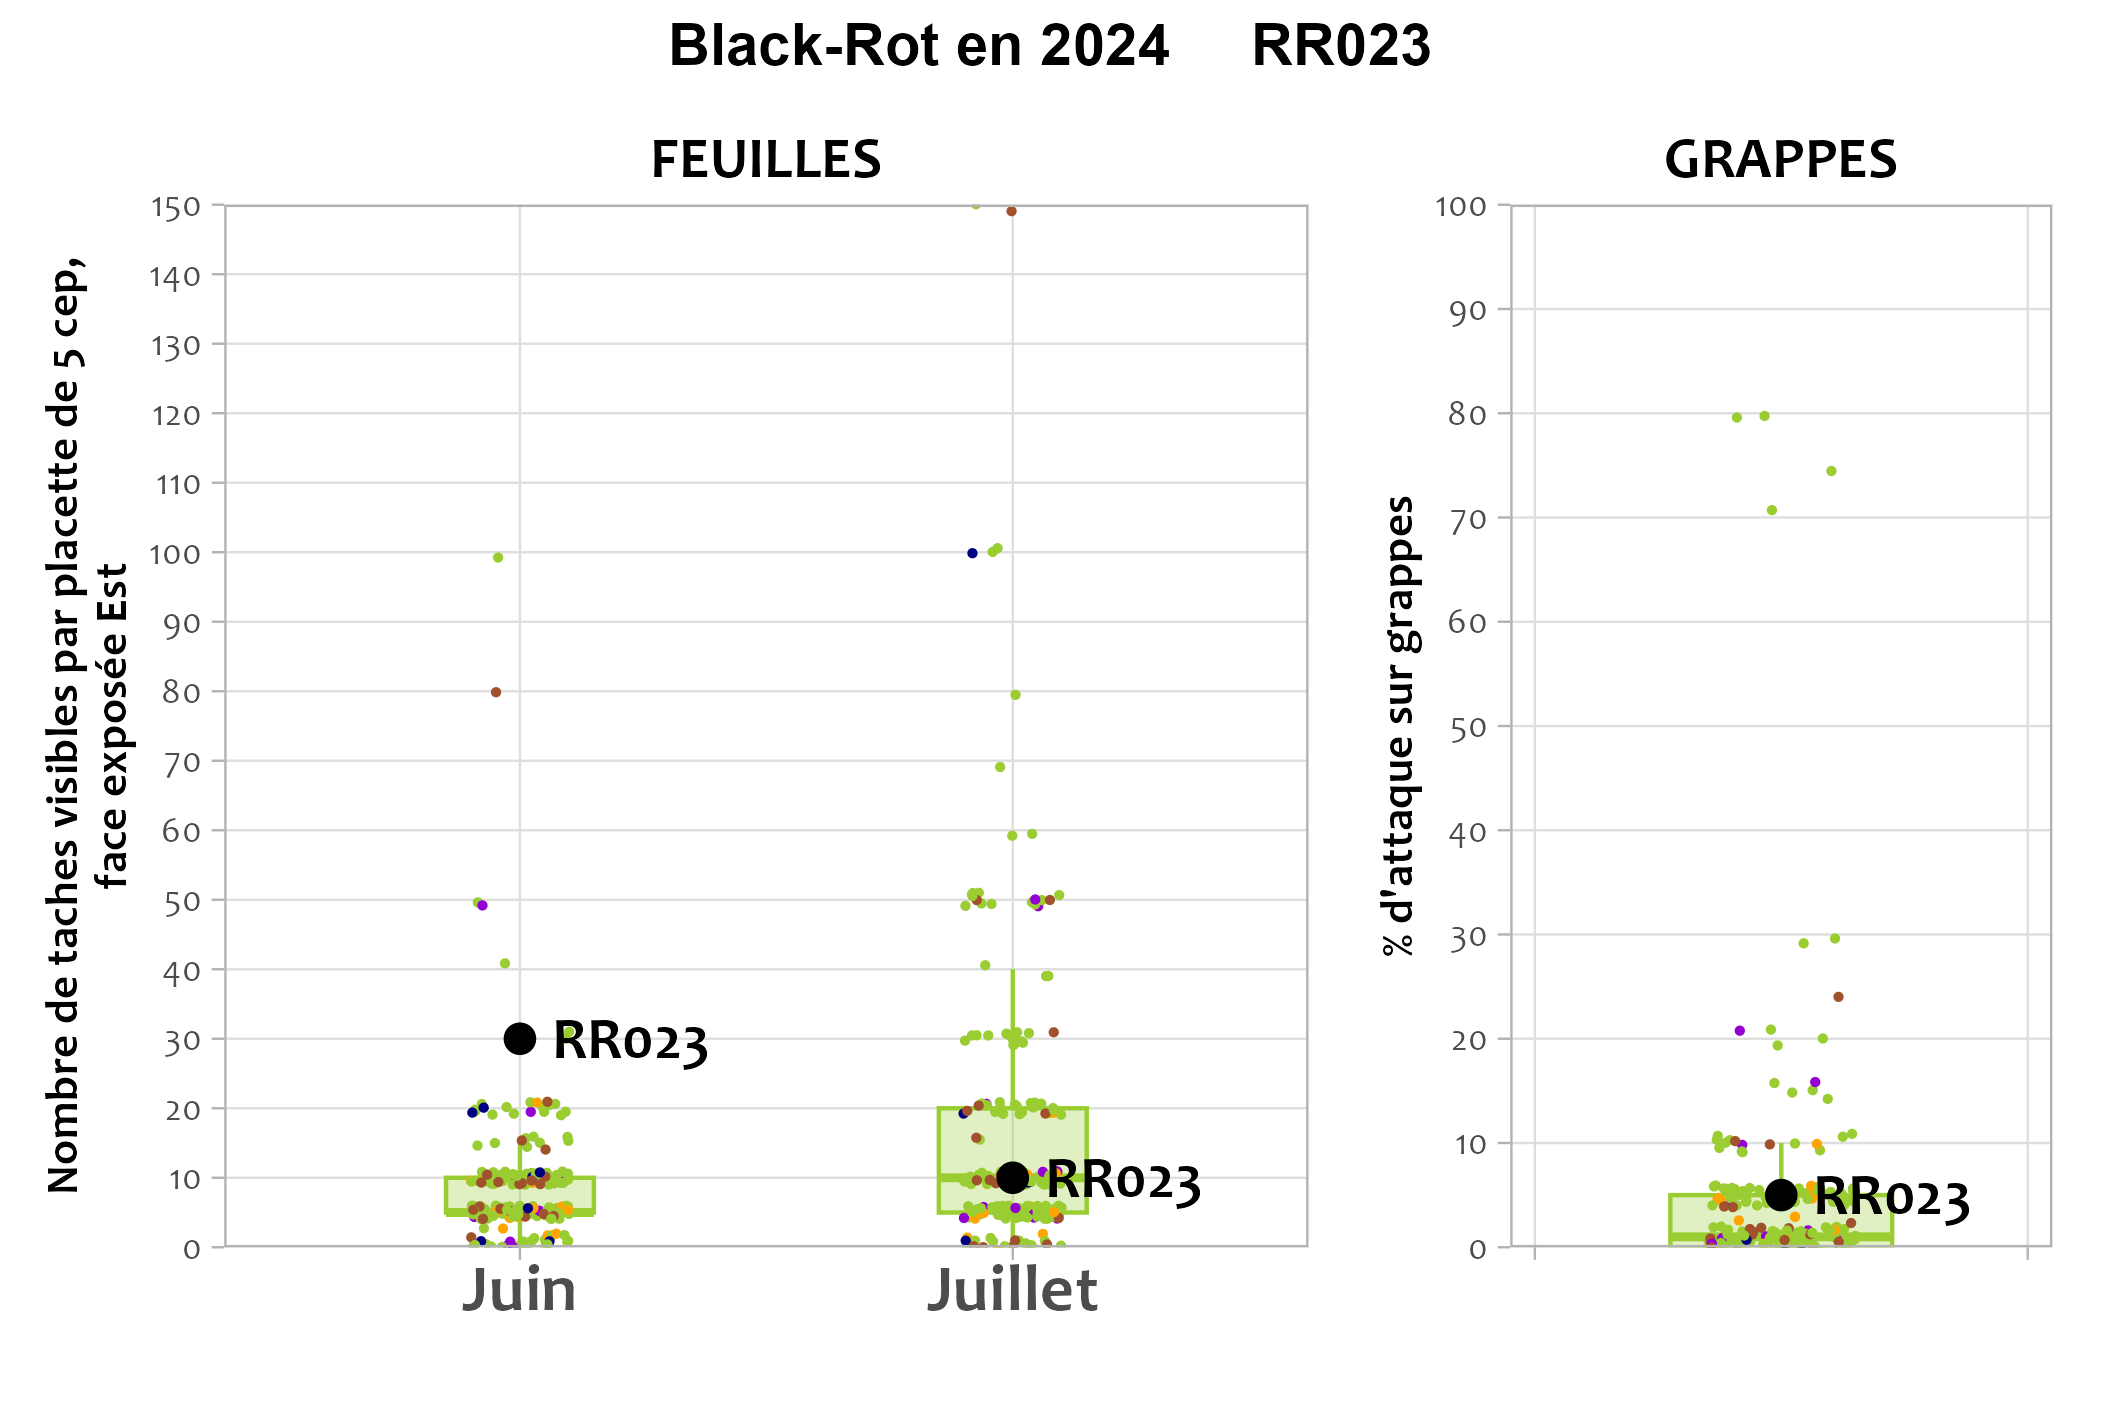 Black-Rot en 2024 RR023
FEUILLES
GRAPPES
Nombre de taches visibles par placette de 5 cep,
face exposée Est
150
140
130
120
110
100
90
80
70
60
50
40
30
20
10
0
RR023
RR023
Juin
Juillet
% d'attaque sur grappes
100
90
80
70
60
50
40
30
20
10
0
RR023